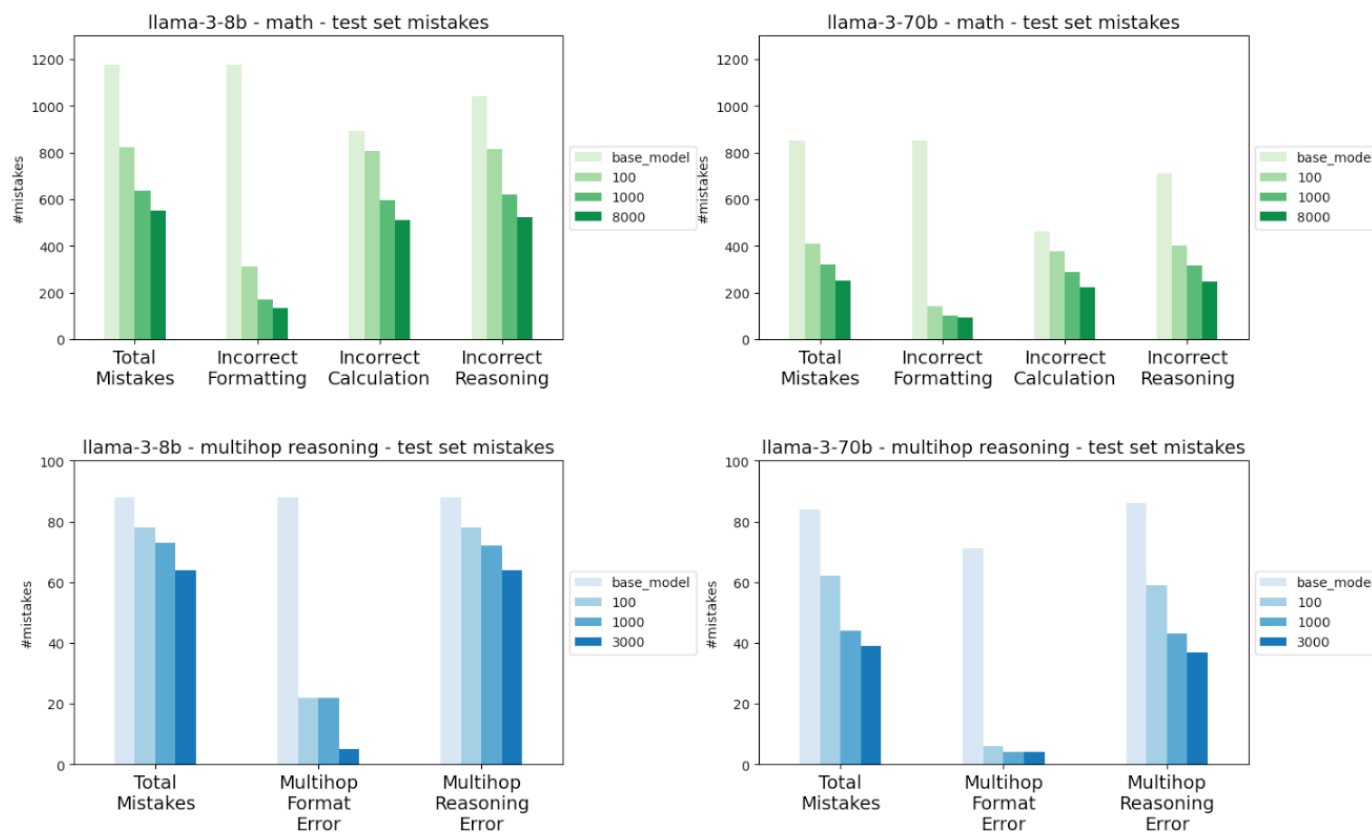 llama-3-8b - math - test set mistakes
1200
1000
800
600
400
200
0
#mistakes
base_model
100
1000
8000
Total
Mistakes
Incorrect
Formatting
Incorrect
Calculation
Incorrect
Reasoning
llama-3-70b - math - test set mistakes
1200
1000
800
600
400
200
0
#mistakes
base_model
100
1000
8000
Total
Mistakes
Incorrect
Formatting
Incorrect
Calculation
Incorrect
Reasoning
llama-3-8b - multihop reasoning - test set mistakes
100
80
60
40
20
0
#mistakes
base_model
100
1000
3000
Total
Mistakes
Multihop
Format
Error
Multihop
Reasoning
Error
llama-3-70b - multihop reasoning - test set mistakes
100
80
60
40
20
0
#mistakes
base_model
100
1000
3000
Total
Mistakes
Multihop
Format
Error
Multihop
Reasoning
Error